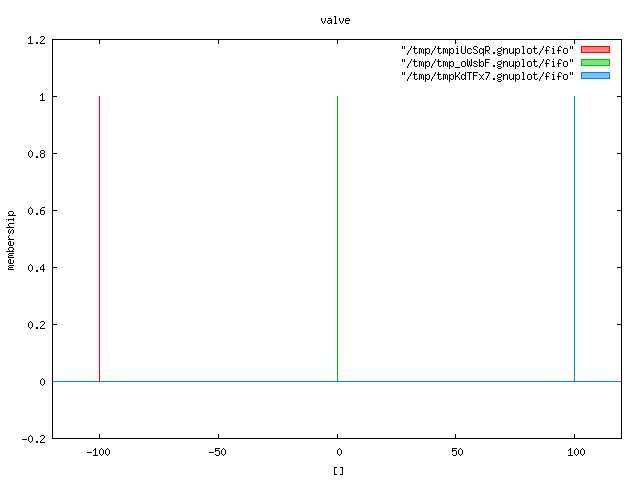 valve
"/tmp/tmpiUcSqR.gnuplot/fifo"
"/tmp/tmp_oWsbF.gnuplot/fifo"
"/tmp/tmpKdTFx7.gnuplot/fifo"
1.2
1
0.8
0.6
0.4
0.2
0
-0.2
membership
-100
-50
0
50
100
[]